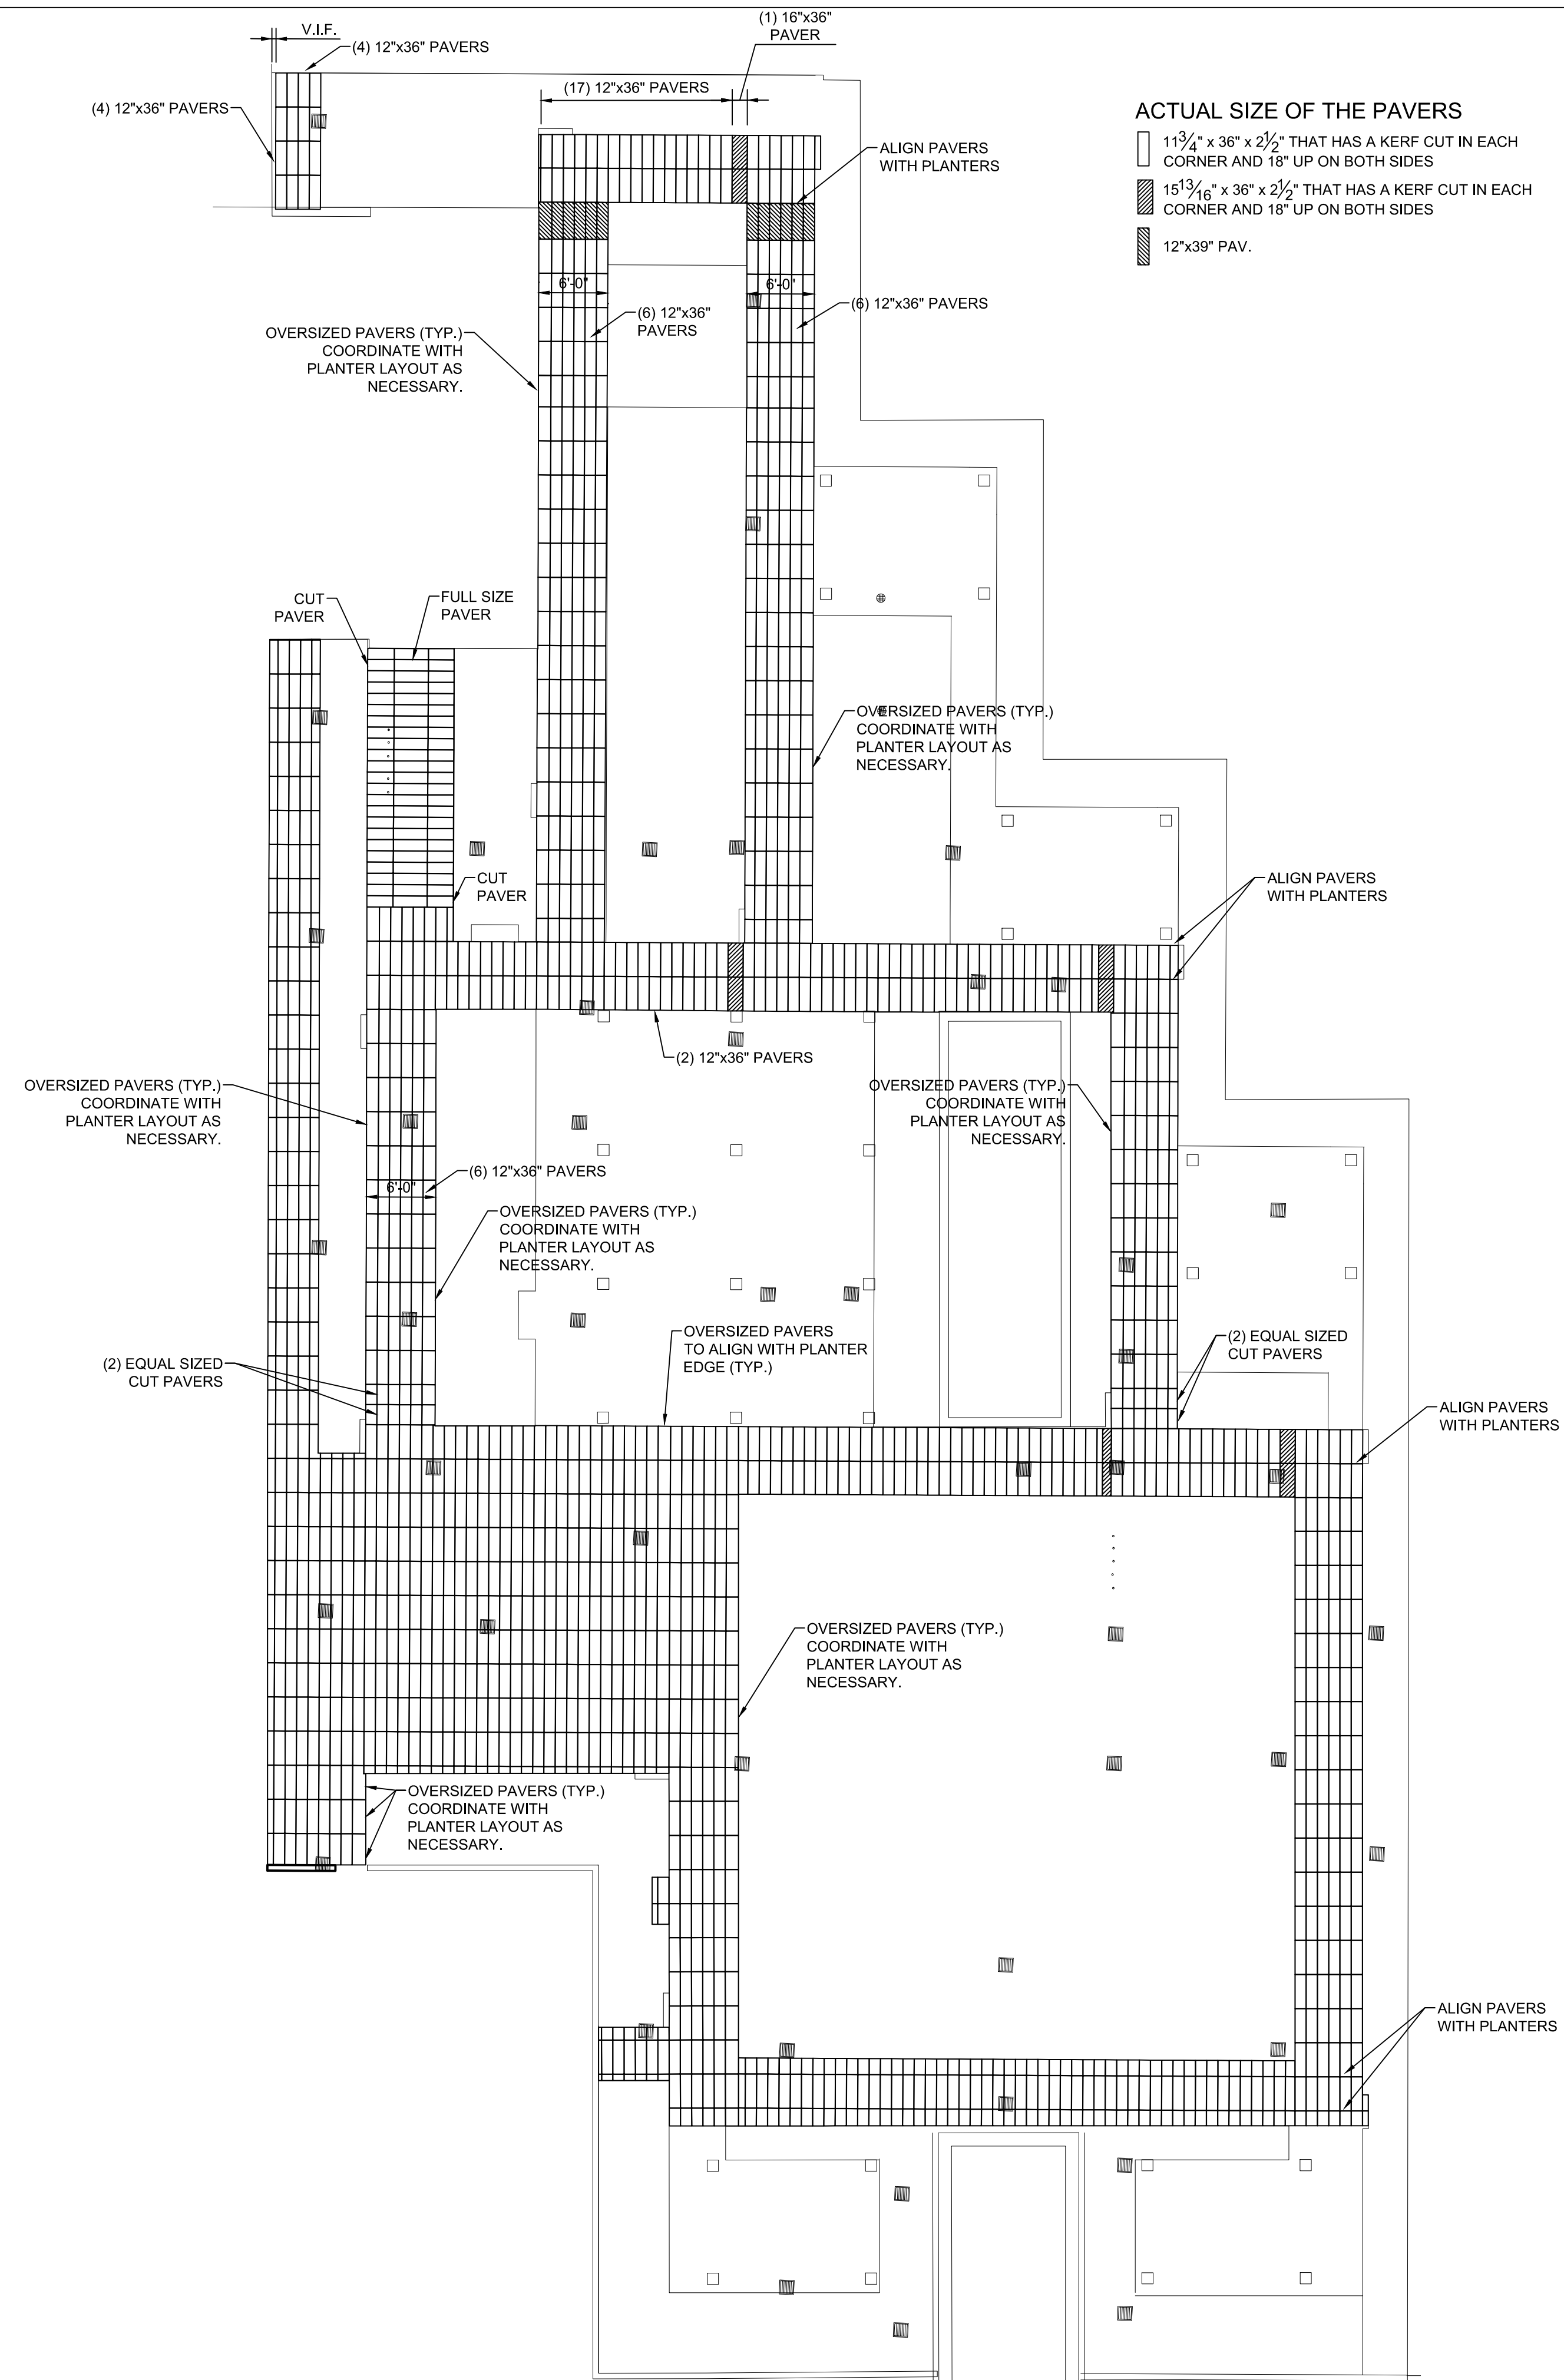 V.I.F.
(4) 12"x36" PAVERS
(4) 12"x36" PAVERS
(1) 16"x36"
PAVER
(17) 12"x36" PAVERS
ALIGN PAVERS
WITH PLANTERS
ACTUAL SIZE OF THE PAVERS
11 3/4" x 36" x 2 1/2" THAT HAS A KERF CUT IN EACH
CORNER AND 18" UP ON BOTH SIDES
15 13/16" x 36" x 2 1/2" THAT HAS A KERF CUT IN EACH
CORNER AND 18" UP ON BOTH SIDES
12"x39" PAV.
6'-0"
6'-0"
(6) 12"x36"
PAVERS
(6) 12"x36" PAVERS
OVERSIZED PAVERS (TYP.)
COORDINATE WITH
PLANTER LAYOUT AS
NECESSARY.
CUT
PAVER
FULL SIZE
PAVER
OVERSIZED PAVERS (TYP.)
COORDINATE WITH
PLANTER LAYOUT AS
NECESSARY.
CUT
PAVER
ALIGN PAVERS
WITH PLANTERS
(2) 12"x36" PAVERS
OVERSIZED PAVERS (TYP.)
COORDINATE WITH
PLANTER LAYOUT AS
NECESSARY.
OVERSIZED PAVERS (TYP.)
COORDINATE WITH
PLANTER LAYOUT AS
NECESSARY.
(6) 12"x36" PAVERS
6'-0"
OVERSIZED PAVERS (TYP.)
COORDINATE WITH
PLANTER LAYOUT AS
NECESSARY.
OVERSIZED PAVERS
TO ALIGN WITH PLANTER
EDGE (TYP.)
(2) EQUAL SIZED
CUT PAVERS
(2) EQUAL SIZED
CUT PAVERS
ALIGN PAVERS
WITH PLANTERS
OVERSIZED PAVERS (TYP.)
COORDINATE WITH
PLANTER LAYOUT AS
NECESSARY.
OVERSIZED PAVERS (TYP.)
COORDINATE WITH
PLANTER LAYOUT AS
NECESSARY.
ALIGN PAVERS
WITH PLANTERS